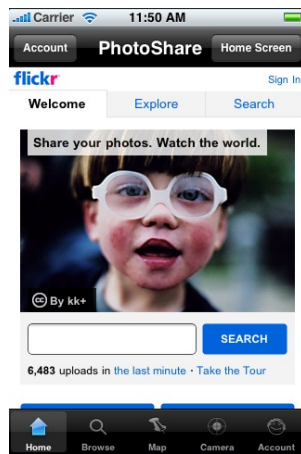 Carrier 11:50 AM
Account PhotoShare Home Screen
flickr Sign In
Welcome Explore Search
Share your photos. Watch the world.
cc By kk+
SEARCH
6,483 uploads in the last minute · Take the Tour
Home Browse Map Camera Account